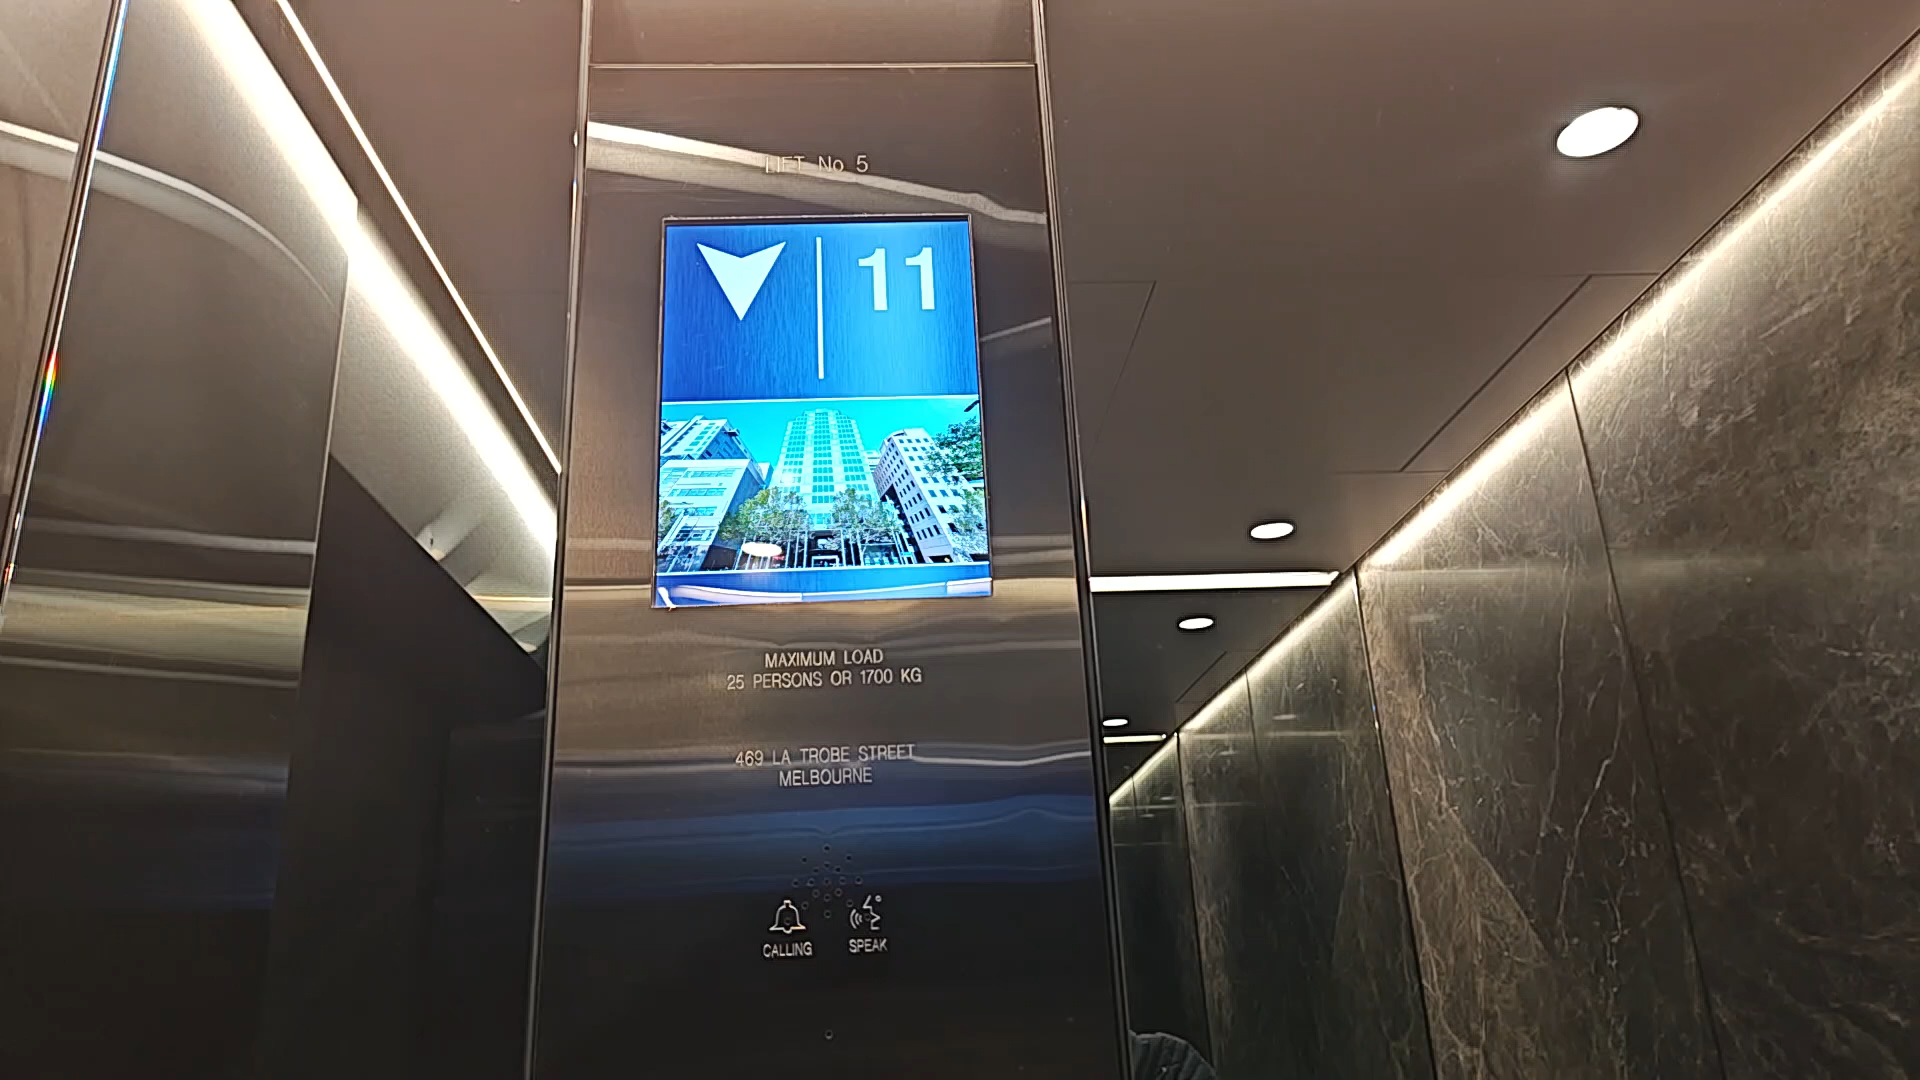 LIFT No 5
11
MAXIMUM LOAD
25 PERSONS OR 1700 KG
469 LA TROBE STREET
MELBOURNE
CALLING SPEAK